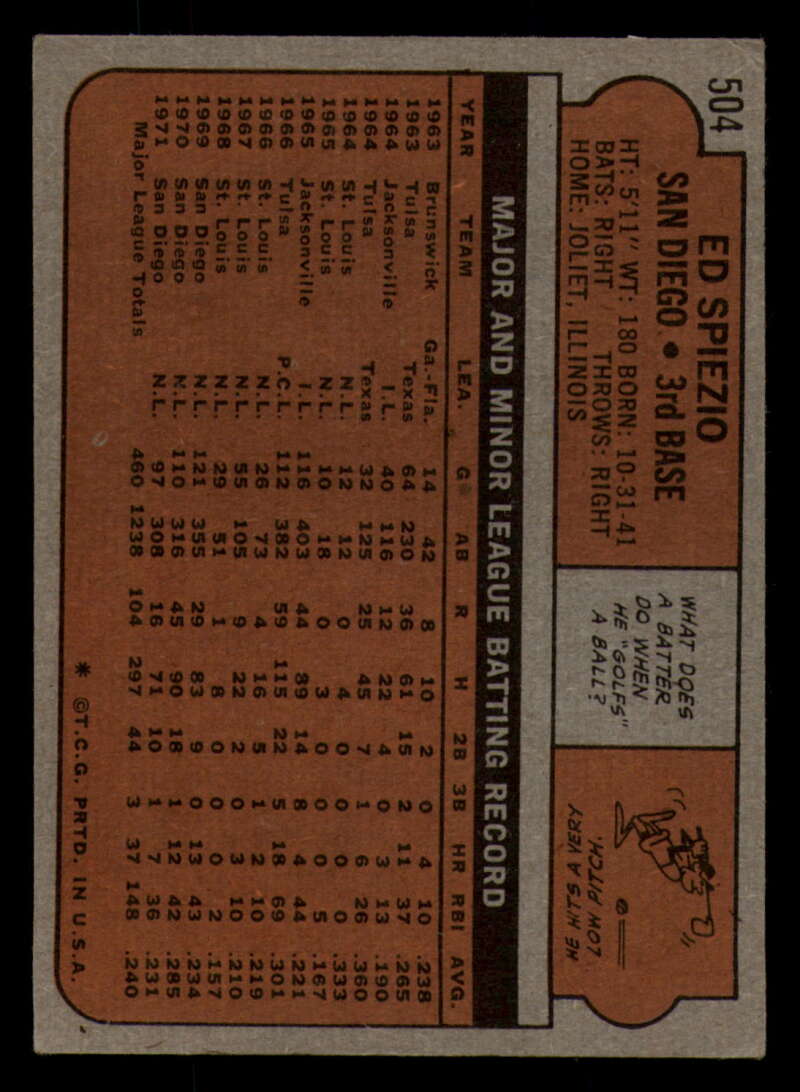 504
ED SPIEZIO
SAN DIEGO • 3rd BASE
HT: 5'11" WT: 180 BORN: 10-31-41
BATS: RIGHT THROWS: RIGHT
HOME: JOLIET, ILLINOIS
WHAT DOES
A BATTER
DO WHEN
HE "GOLFS"
A BALL?
HE HITS A VERY
LOW PITCH.
MAJOR AND MINOR LEAGUE BATTING RECORD
YEAR TEAM LEA. G AB R H 2B 3B HR RBI AVG.
1963 Brunswick Ga.-Fla. 14 42 8 10 2 0 4 10 .238
1963 Tulsa Texas 64 230 36 61 15 2 11 37 .265
1964 Jacksonville I.L. 40 116 12 22 4 0 3 13 .190
1964 Tulsa Texas 32 125 25 45 7 1 6 26 .360
1964 St. Louis N.L. 12 12 0 4 0 0 0 0 .333
1965 St. Louis N.L. 10 18 0 3 0 0 0 5 .167
1965 Jacksonville I.L. 116 403 44 89 14 8 4 44 .221
1966 Tulsa P.C.L. 112 382 59 115 22 5 18 69 .301
1966 St. Louis N.L. 26 73 4 16 5 1 2 10 .219
1967 St. Louis N.L. 55 105 9 22 2 0 3 10 .210
1968 St. Louis N.L. 29 51 1 8 0 0 0 2 .157
1969 San Diego N.L. 121 355 29 83 9 0 13 43 .234
1970 San Diego N.L. 110 316 45 90 18 1 12 42 .285
1971 San Diego N.L. 97 308 16 71 10 1 7 36 .231
Major League Totals 460 1238 104 297 44 3 37 148 .240
* ©T.C.G. PRTD. IN U.S.A.